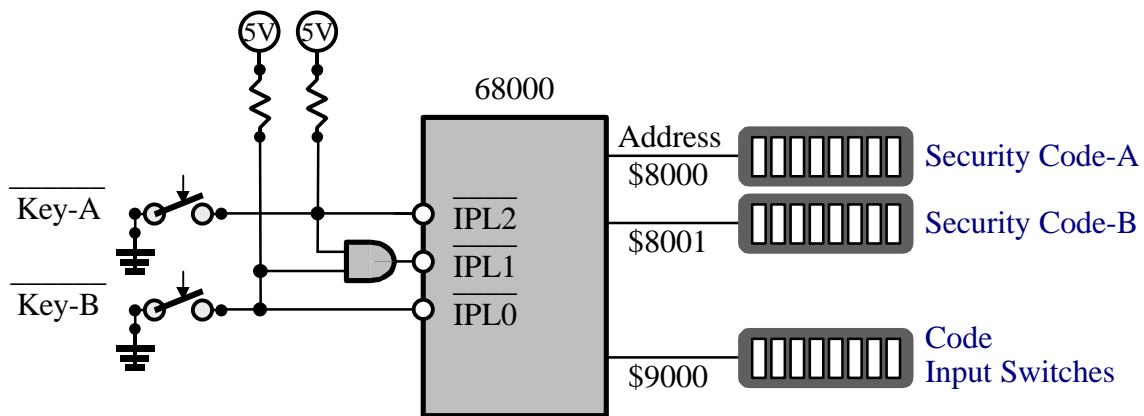 5V 5V
68000
Address
$8000
Security Code-A
Key-A
IPL2
Security Code-B
$8001
IPL1
Key-B
IPL0
Code
Input Switches
$9000